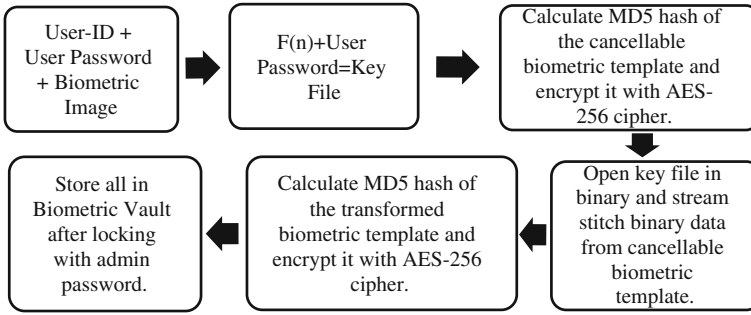 User-ID +
User Password
+ Biometric
Image
F(n)+User
Password=Key
File
Calculate MD5 hash of
the cancellable
biometric template and
encrypt it with AES-
256 cipher.
Open key file in
binary and stream
stitch binary data
from cancellable
biometric
template.
Calculate MD5 hash of
the transformed
biometric template and
encrypt it with AES-256
cipher.
Store all in
Biometric Vault
after locking
with admin
password.